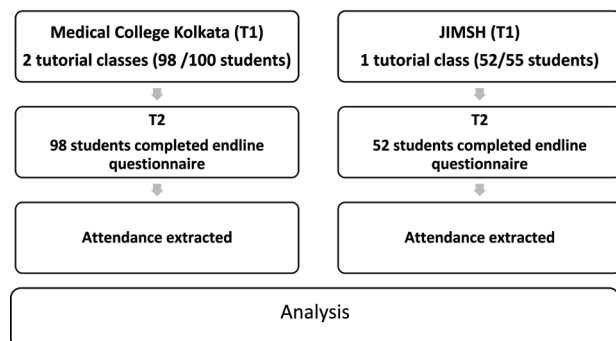 Medical College Kolkata (T1)
2 tutorial classes (98 /100 students)
JIMSH (T1)
1 tutorial class (52/55 students)
T2
98 students completed endline
questionnaire
T2
52 students completed endline
questionnaire
Attendance extracted
Attendance extracted
Analysis